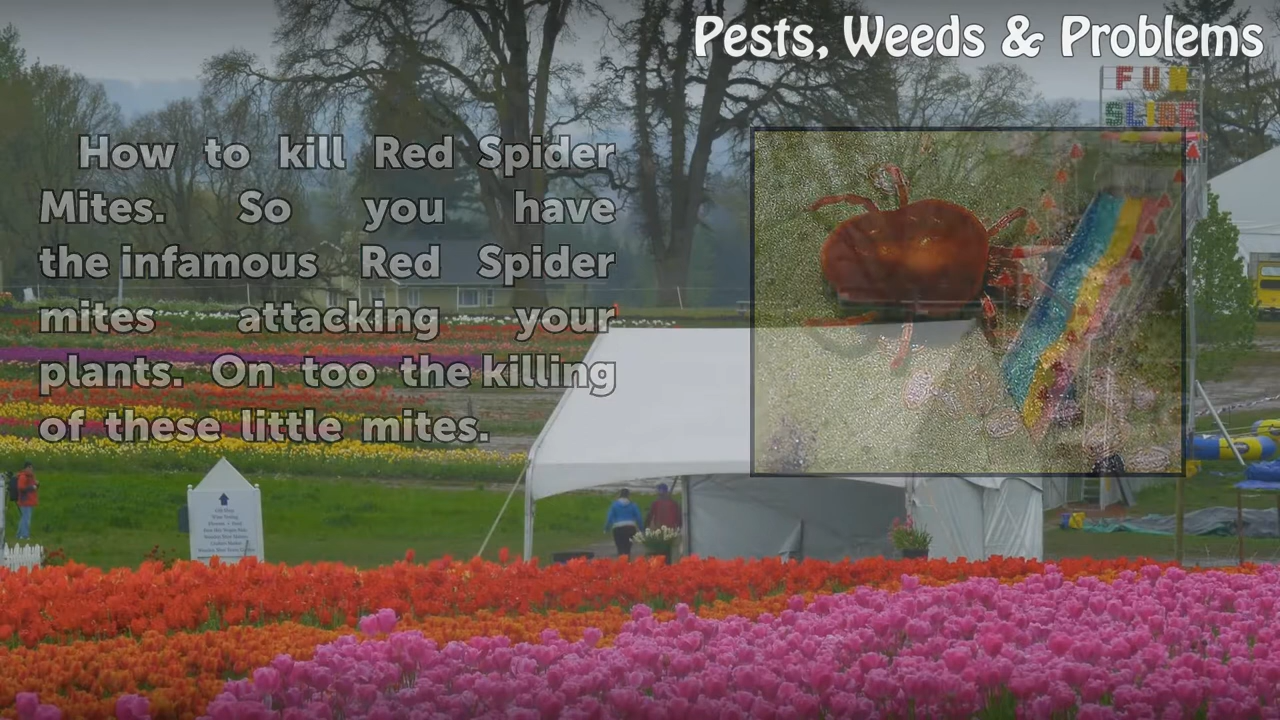 Pests, Weeds & Problems
FUN
SLIDE
How to kill Red Spider
Mites. So you have
the infamous Red Spider
mites attacking your
plants. On too the killing
of these little mites.